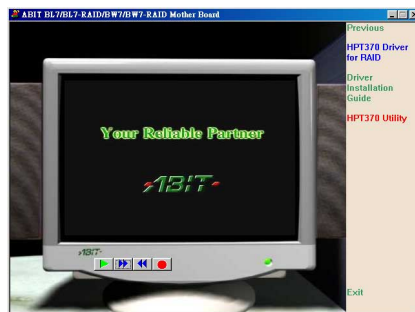 ABIT BL7/BL7-RAID/BW7/BW7-RAID Mother Board
Previous
HPT370 Driver
for RAID
Driver
Installation
Guide
HPT370 Utility
Your Reliable Partner
ABIT
ABIT
Exit